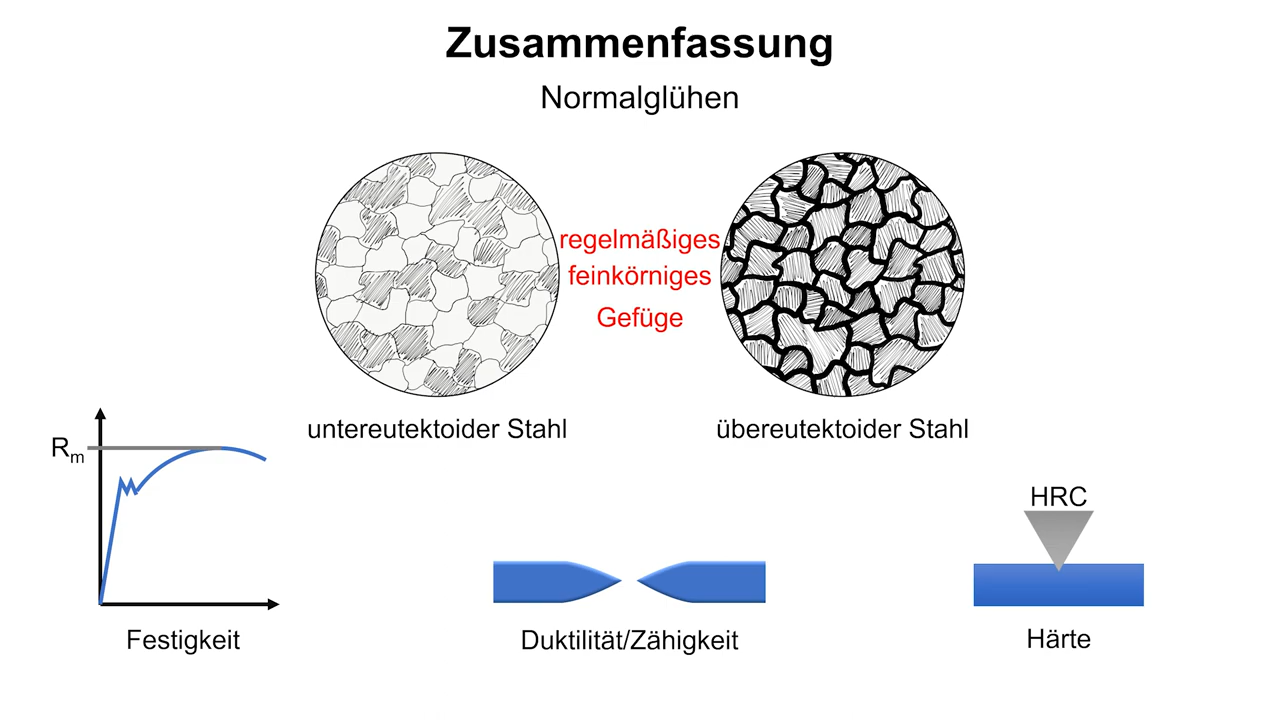 Zusammenfassung
Normalglühen
regelmäßiges
feinkörniges
Gefüge
untereutektoider Stahl
übereutektoider Stahl
Rm
HRC
Festigkeit
Duktilität/Zähigkeit
Härte